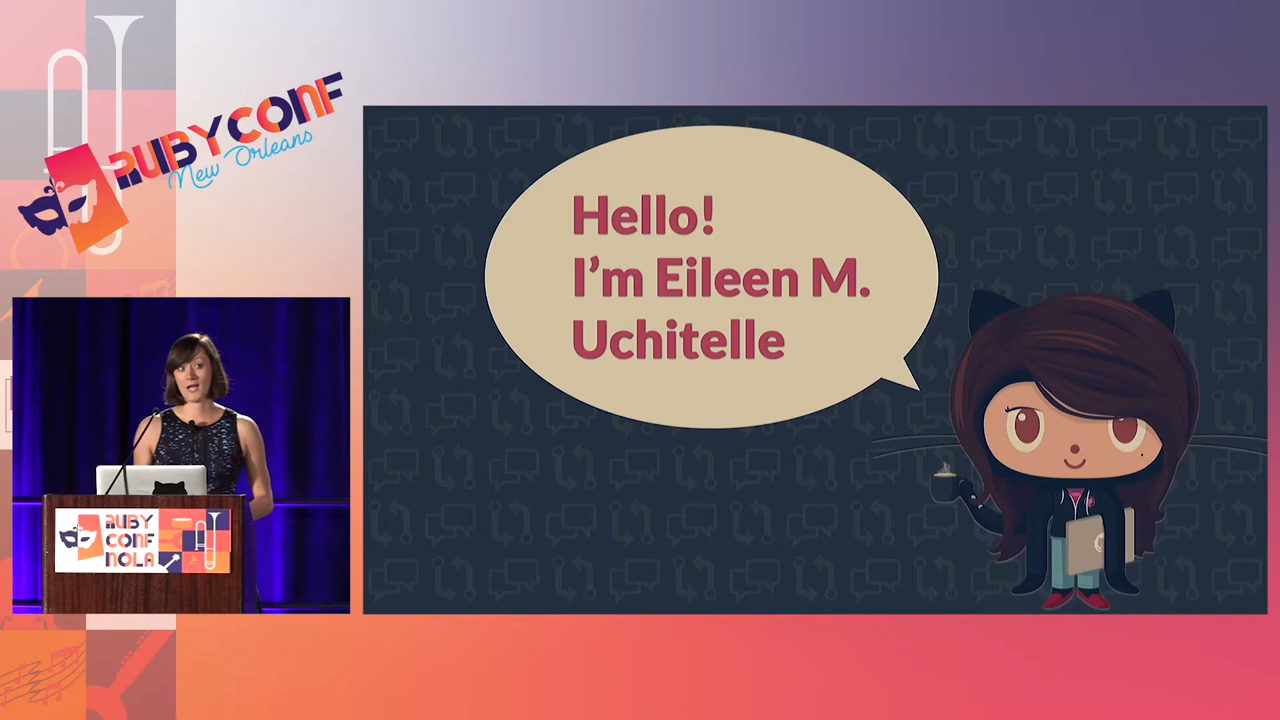 RUBYCONF
New Orleans
Hello!
I'm Eileen M.
Uchitelle
RUBY
CONF
NOLA